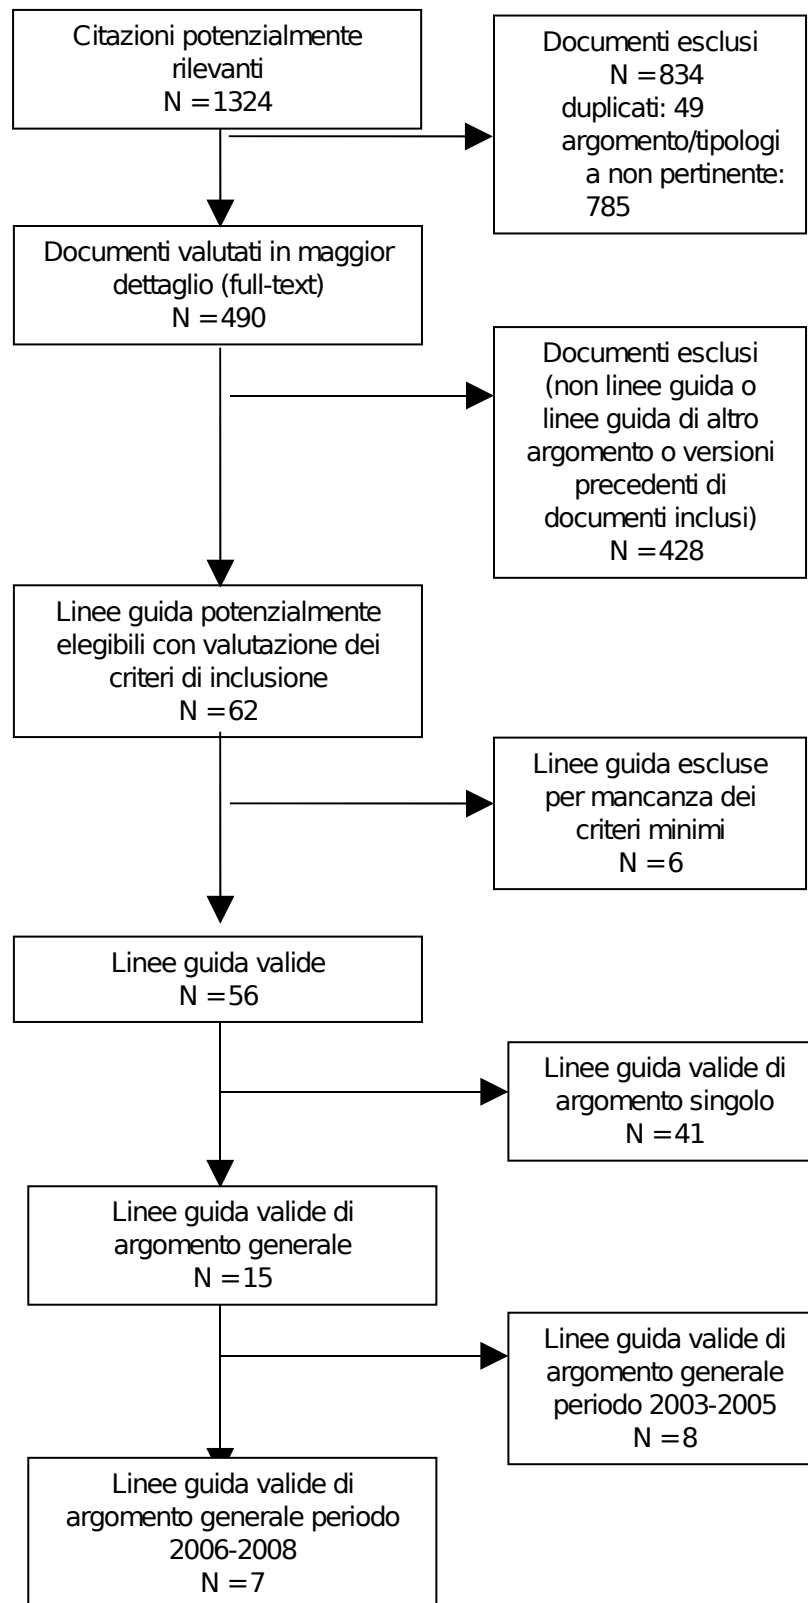 Citazioni potenzialmente
rilevanti
N = 1324
Documenti esclusi
N = 834
duplicati: 49
argomento/tipologi
a non pertinente:
785
Documenti valutati in maggior
dettaglio (full-text)
N = 490
Documenti esclusi
(non linee guida o
linee guida di altro
argomento o versioni
precedenti di
documenti inclusi)
N = 428
Linee guida potenzialmente
elegibili con valutazione dei
criteri di inclusione
N = 62
Linee guida escluse
per mancanza dei
criteri minimi
N = 6
Linee guida valide
N = 56
Linee guida valide di
argomento singolo
N = 41
Linee guida valide di
argomento generale
N = 15
Linee guida valide di
argomento generale
periodo 2003-2005
N = 8
Linee guida valide di
argomento generale periodo
2006-2008
N = 7